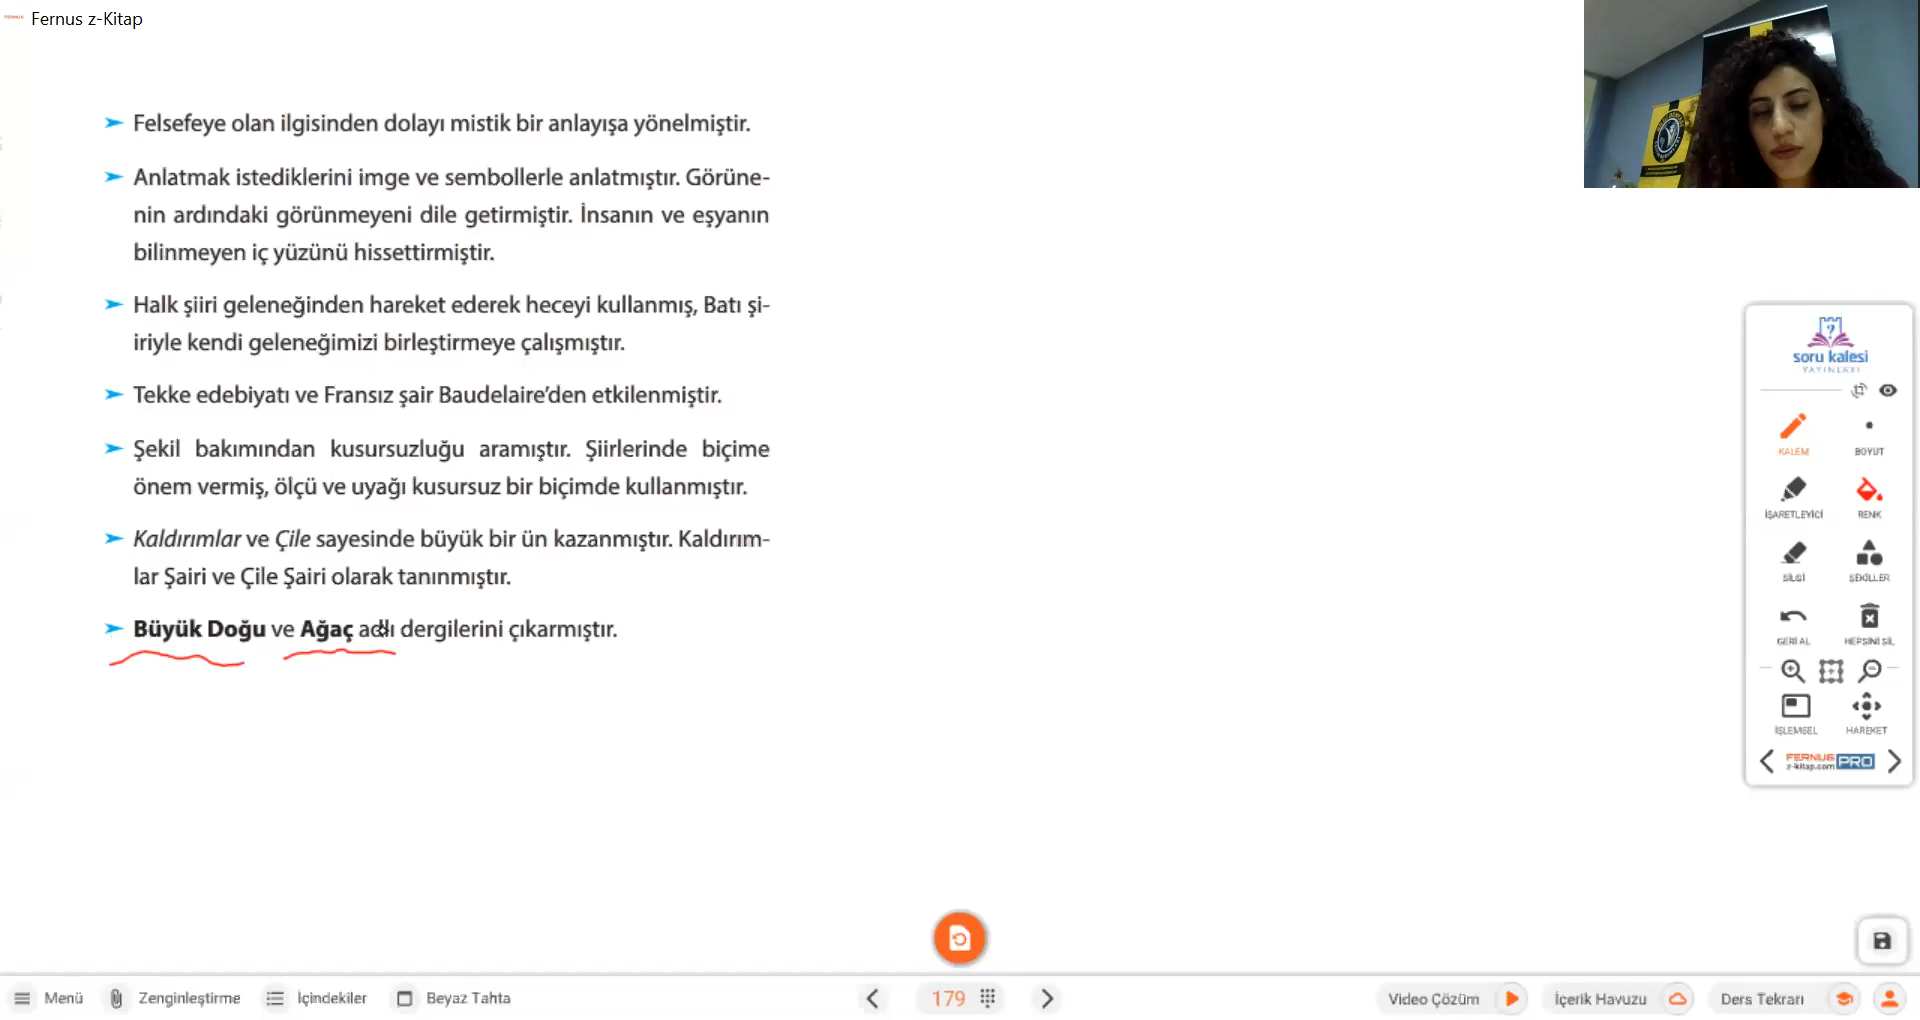 Fernus z-Kitap
➤ Felsefeye olan ilgisinden dolayı mistik bir anlayışa yönelmiştir.
➤ Anlatmak istediklerini imge ve sembollerle anlatmıştır. Görüne-
nin ardındaki görünmeyeni dile getirmiştir. İnsanın ve eşyanın
bilinmeyen iç yüzünü hissettirmiştir.
➤ Halk şiiri geleneğinden hareket ederek heceyi kullanmış, Batı şi-
iriyle kendi geleneğimizi birleştirmeye çalışmıştır.
➤ Tekke edebiyatı ve Fransız şair Baudelaire'den etkilenmiştir.
➤ Şekil bakımından kusursuzluğu aramıştır. Şiirlerinde biçime
önem vermiş, ölçü ve uyağı kusursuz bir biçimde kullanmıştır.
➤ Kaldırımlar ve Çile sayesinde büyük bir ün kazanmıştır. Kaldırım-
lar Şairi ve Çile Şairi olarak tanınmıştır.
➤ Büyük Doğu ve Ağaç adlı dergilerini çıkarmıştır.
soru kalesi
YAYINLARI
KALEM BOYUT
İŞARETLEYİCİ RENK
SİLGİ ŞEKİLLER
GERİ AL HEPSİNİ SİL
İŞLEMSEL HAREKET
FERNUS PRO
z-kitap.com
Menü Zenginleştirme İçindekiler Beyaz Tahta 179 Video Çözüm İçerik Havuzu Ders Tekrarı